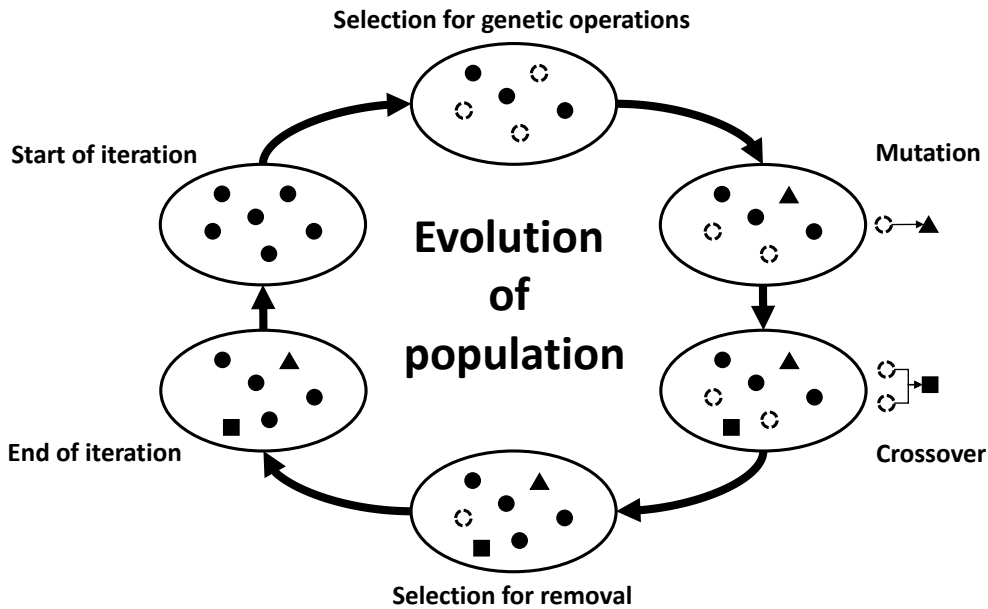 Selection for genetic operations
Start of iteration
Mutation
Evolution
of
population
End of iteration
Crossover
Selection for removal